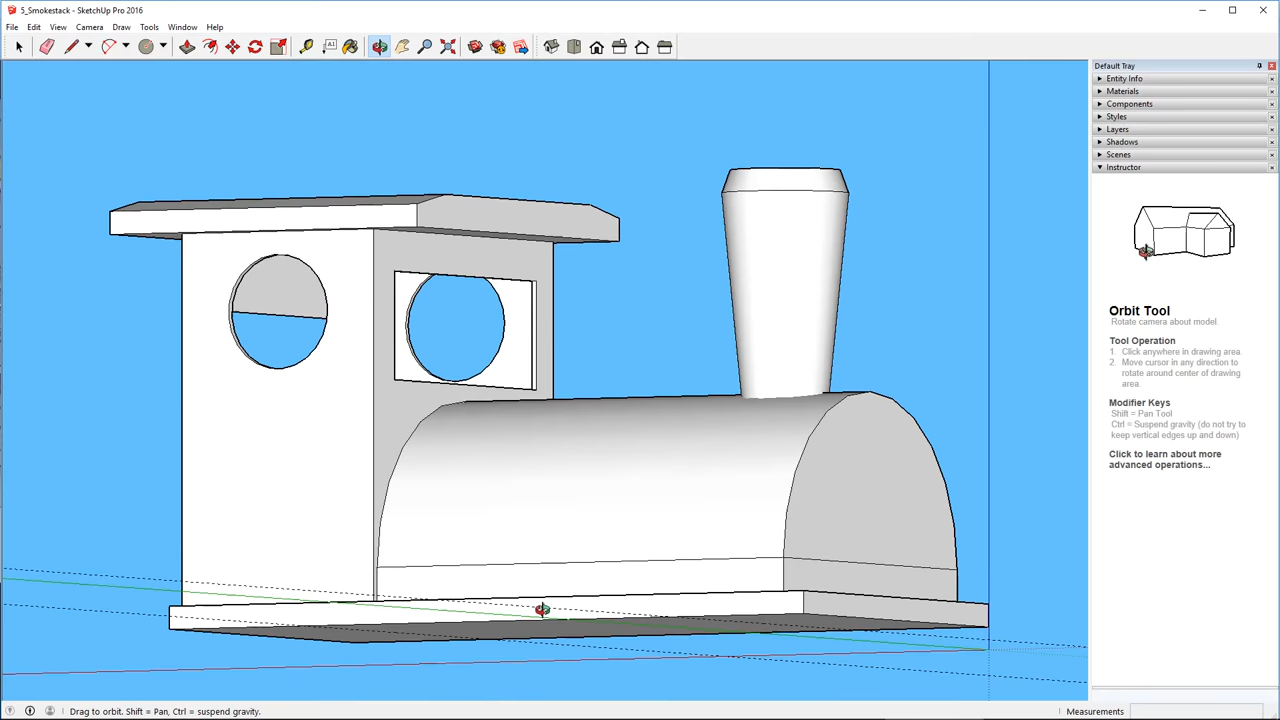 5_Smokestack - SketchUp Pro 2016
File Edit View Camera Draw Tools Window Help
A1
Default Tray
Entity Info
Materials
Components
Styles
Layers
Shadows
Scenes
Instructor
Orbit Tool
Rotate camera about model.
Tool Operation
1. Click anywhere in drawing area.
2. Move cursor in any direction to
rotate around center of drawing
area.
Modifier Keys
Shift = Pan Tool
Ctrl = Suspend gravity (do not try to
keep vertical edges up and down)
Click to learn about more
advanced operations...
Drag to orbit. Shift = Pan, Ctrl = suspend gravity.
Measurements